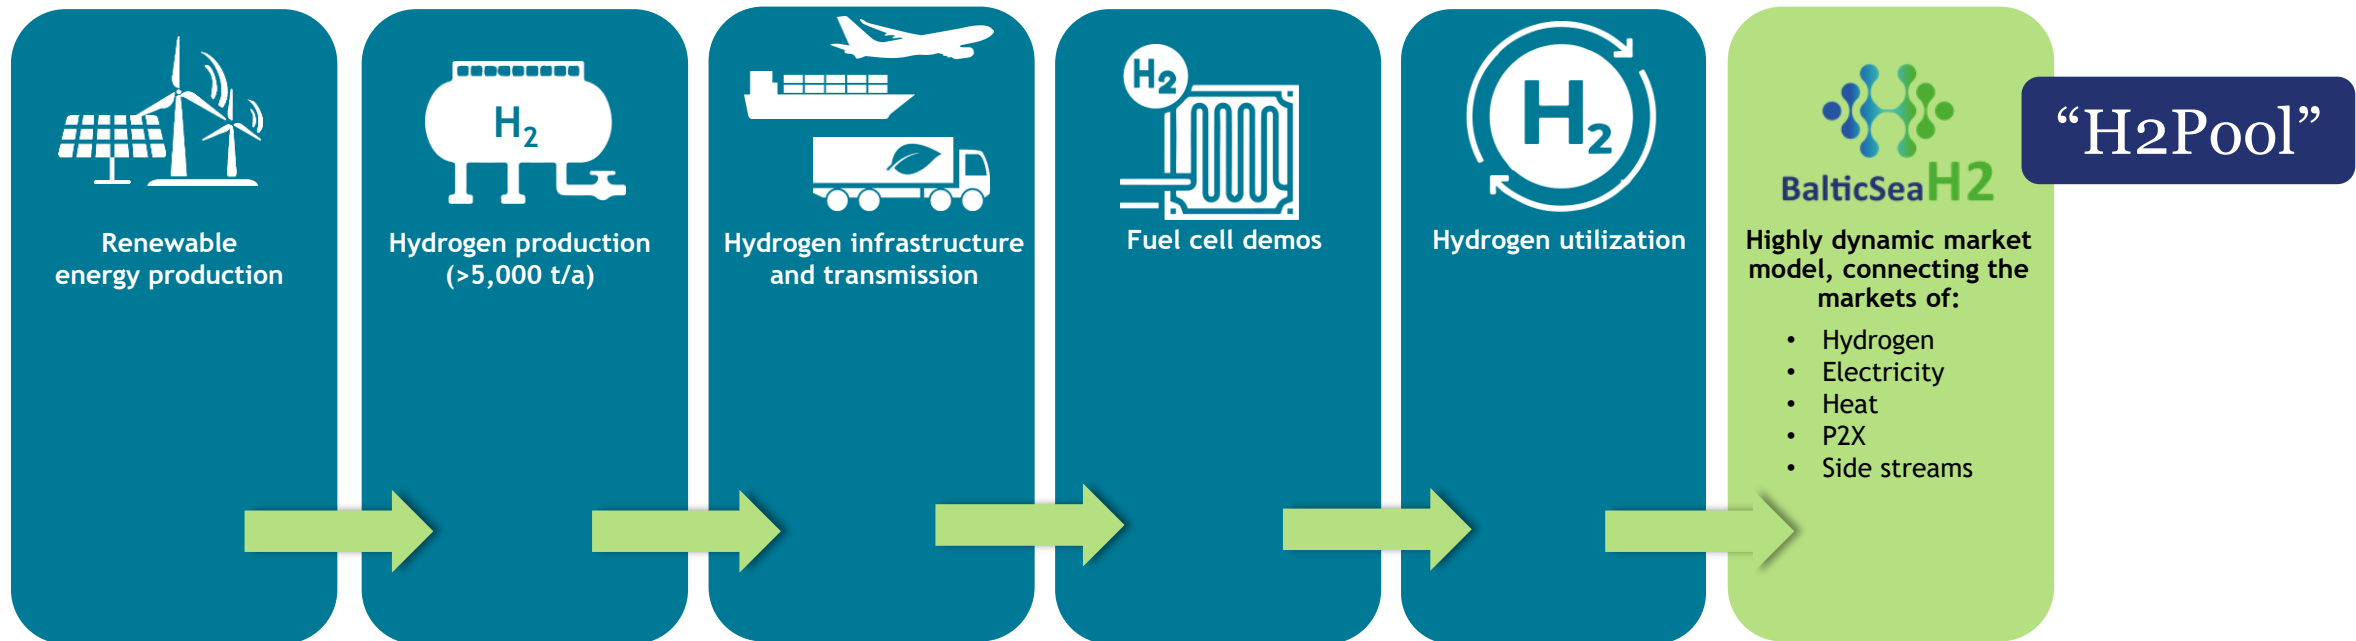 Renewable
energy production
H2
Hydrogen production
(>5,000 t/a)
Hydrogen infrastructure
and transmission
H2
Fuel cell demos
H2
Hydrogen utilization
BalticSeaH2
Highly dynamic market
model, connecting the
markets of:
• Hydrogen
• Electricity
• Heat
• P2X
• Side streams
“H2Pool”